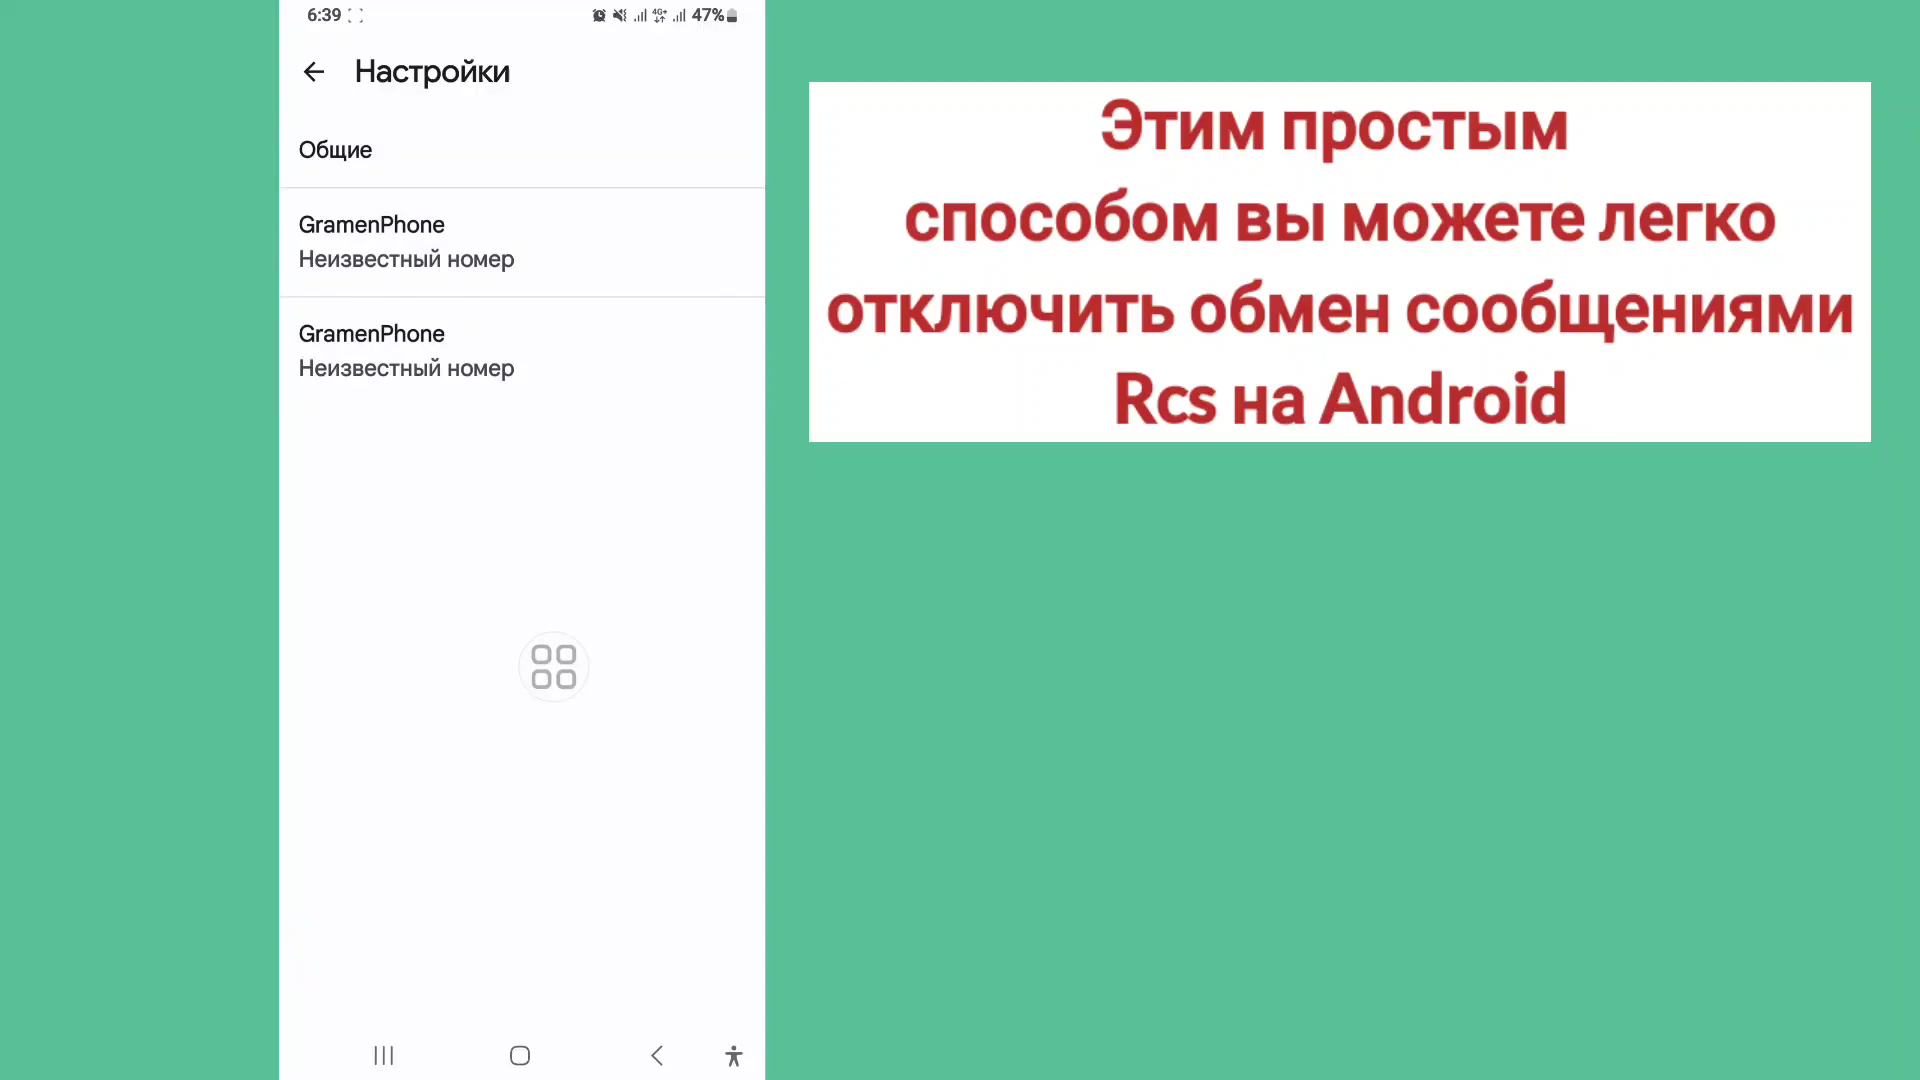 6:39
4G+
47%
Настройки
Общие
GramenPhone
Неизвестный номер
GramenPhone
Неизвестный номер
Этим простым
способом вы можете легко
отключить обмен сообщениями
Rcs на Android